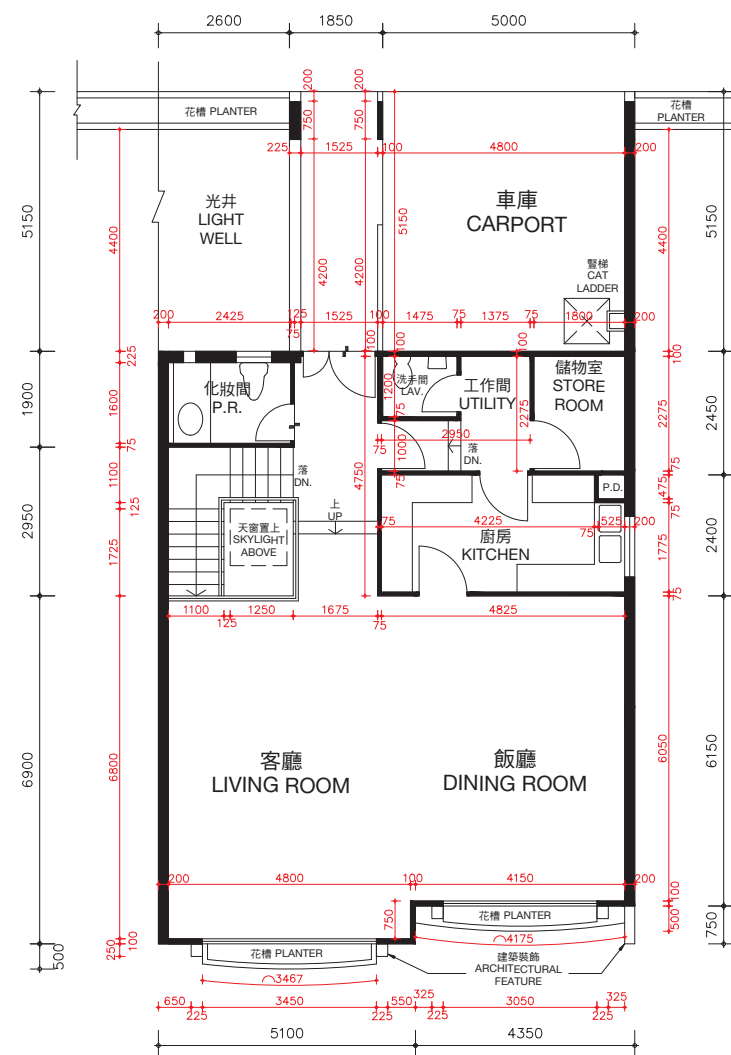 2600
1850
5000
花槽 PLANTER
花槽
PLANTER
200
200
750
750
225
1525
100
4800
200
光井
LIGHT
WELL
車庫
CARPORT
5150
4400
4200
4200
5150
4400
5150
豎梯
CAT
LADDER
200
2425
125
75
1525
100
1475
75
1375
75
1800
200
225
100
100
100
100
化妝間
P.R.
洗手間
LAV.
工作間
UTILITY
儲物室
STORE
ROOM
1900
1600
1200
75
2275
2275
2450
75
2950
1000
75
75
落
DN.
落
DN.
1100
125
4750
475
75
P.D.
上
UP
天窗置上
SKYLIGHT
ABOVE
75
4225
525
200
75
廚房
KITCHEN
2950
1725
1775
2400
75
1100
125
1250
1675
75
4825
客廳
LIVING ROOM
飯廳
DINING ROOM
6900
6800
6050
6150
200
4800
100
4150
200
750
花槽 PLANTER
4175
100
500
750
花槽 PLANTER
250
100
500
3467
建築裝飾
ARCHITECTURAL
FEATURE
650
225
3450
225
550
325
225
3050
225
325
5100
4350